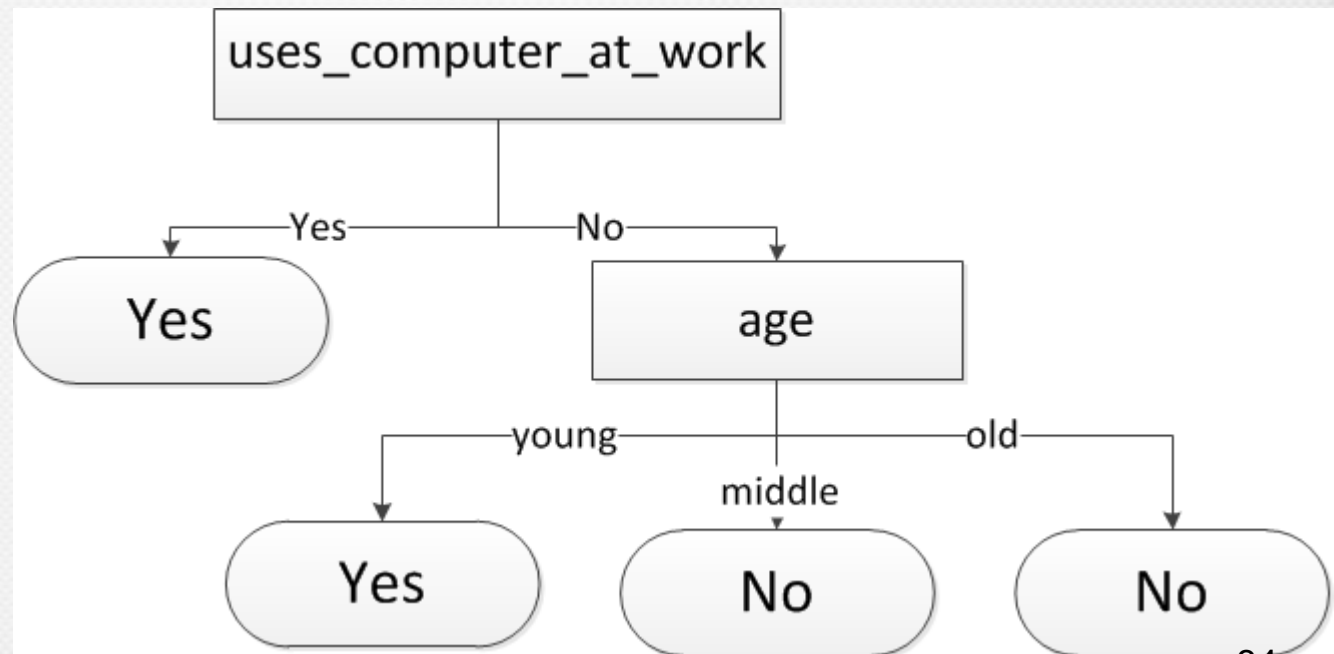 uses_computer_at_work
Yes
No
Yes
age
young
old
middle
Yes
No
No